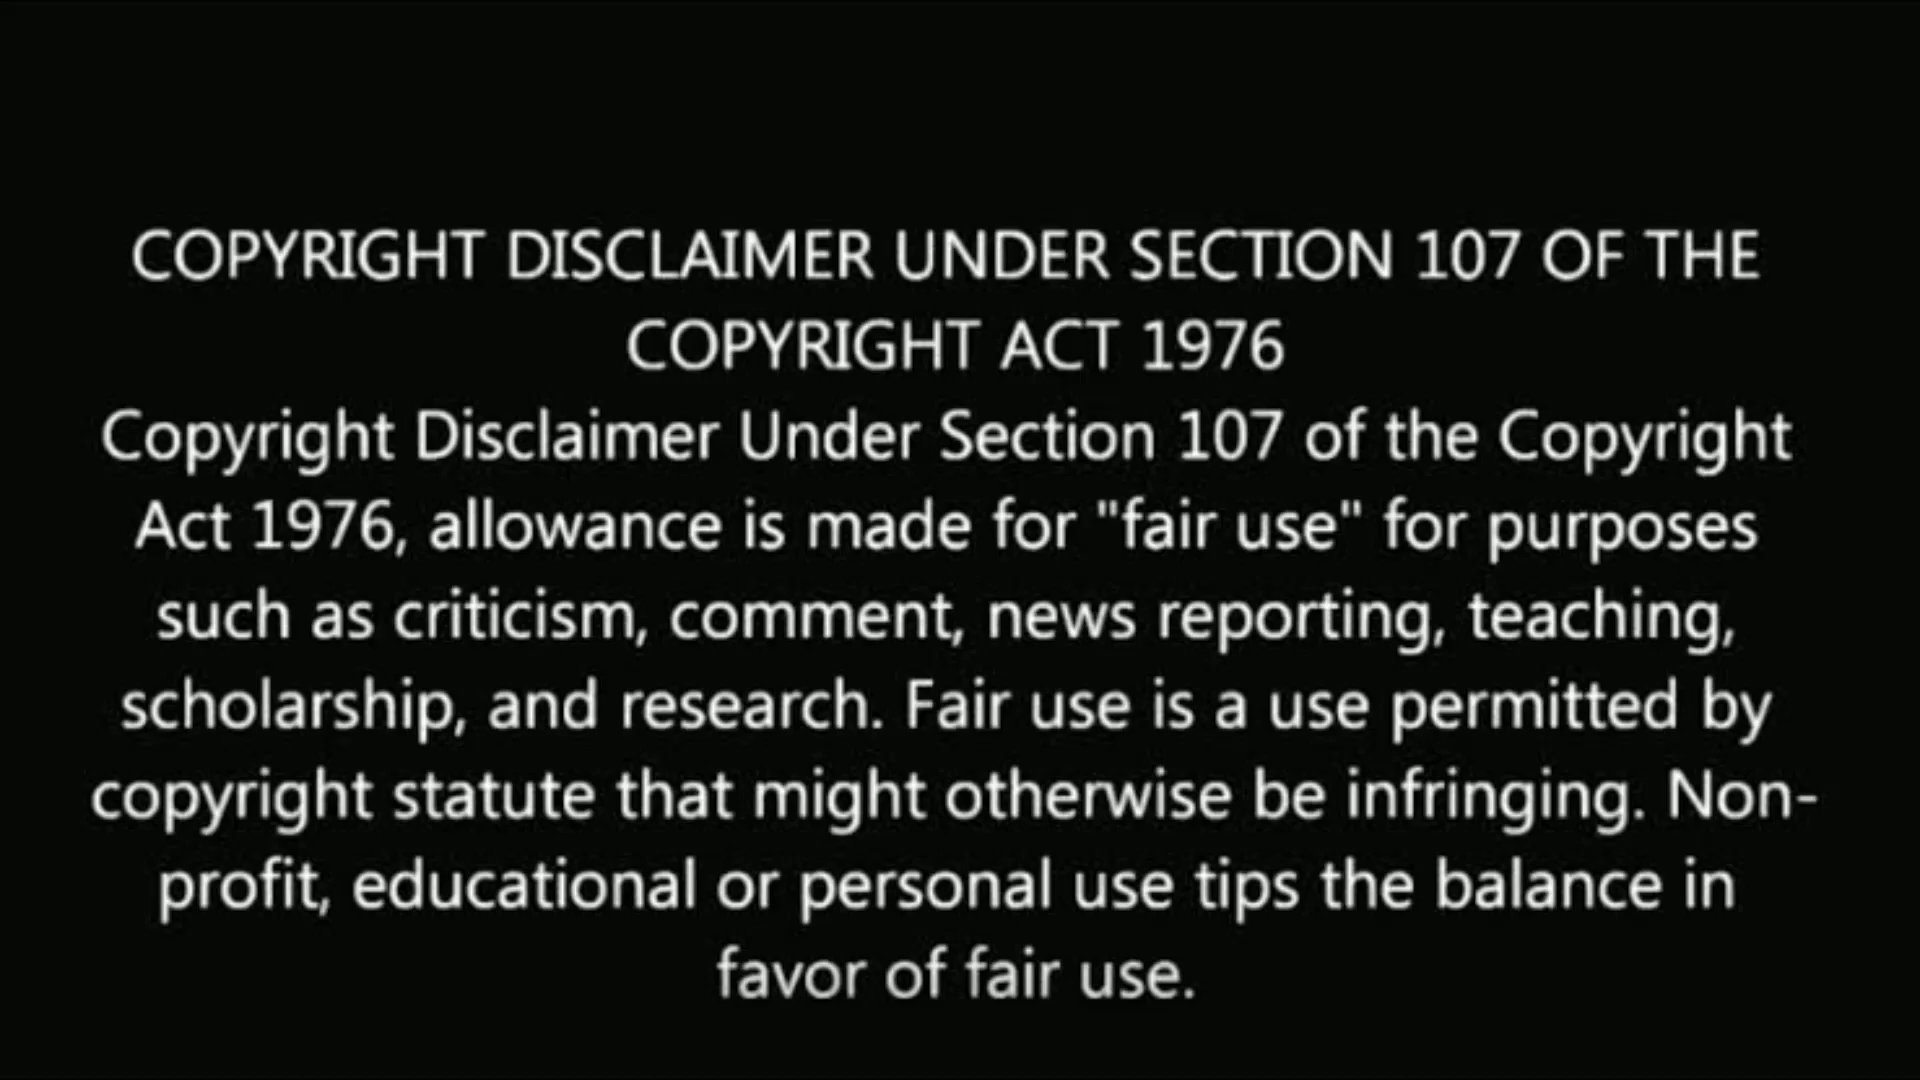 COPYRIGHT DISCLAIMER UNDER SECTION 107 OF THE
COPYRIGHT ACT 1976
Copyright Disclaimer Under Section 107 of the Copyright
Act 1976, allowance is made for "fair use" for purposes
such as criticism, comment, news reporting, teaching,
scholarship, and research. Fair use is a use permitted by
copyright statute that might otherwise be infringing. Non-
profit, educational or personal use tips the balance in
favor of fair use.